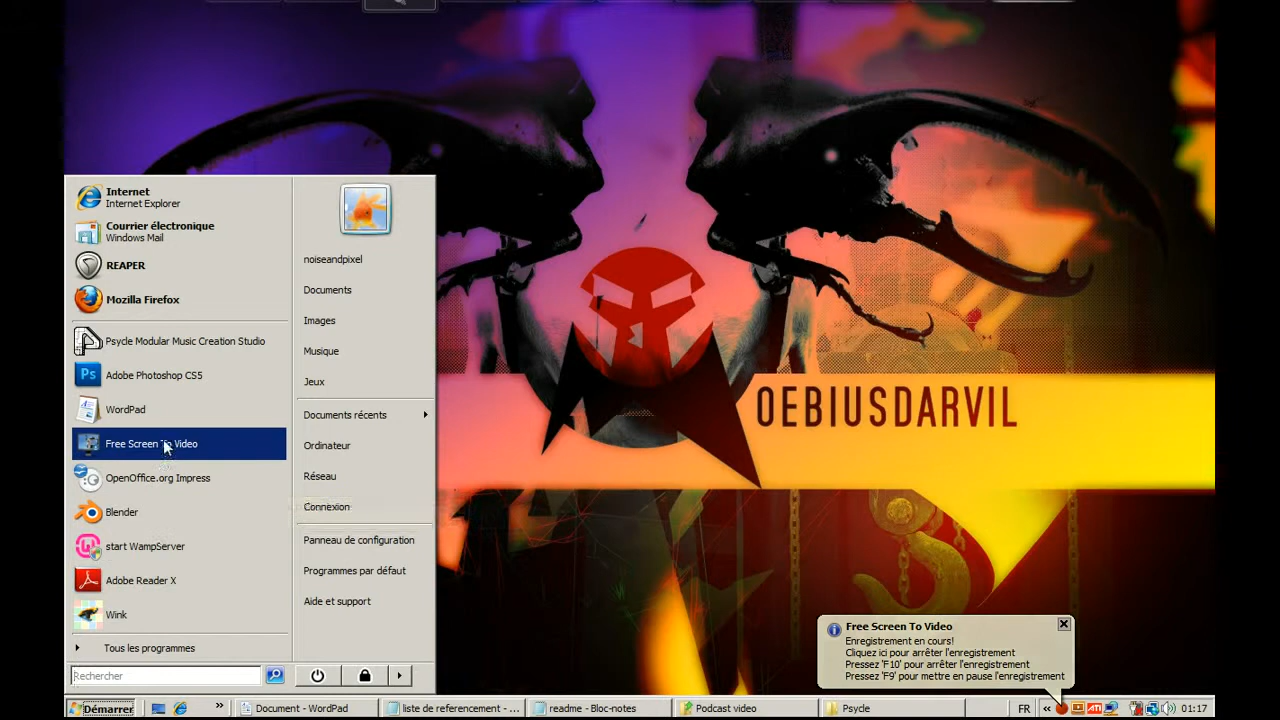 Internet
Internet Explorer
Courrier électronique
Windows Mail
REAPER
Mozilla Firefox
Psycle Modular Music Creation Studio
Adobe Photoshop CS5
WordPad
Free Screen To Video
OpenOffice.org Impress
Blender
start WampServer
Adobe Reader X
Wink
Tous les programmes
Rechercher
noiseandpixel
Documents
Images
Musique
Jeux
Documents récents
Ordinateur
Réseau
Connexion
Panneau de configuration
Programmes par défaut
Aide et support
OEBIUSDARVIL
Free Screen To Video
Enregistrement en cours!
Cliquez ici pour arrêter l'enregistrement
Pressez 'F10' pour arrêter l'enregistrement
Pressez 'F9' pour mettre en pause l'enregistrement
Démarrer
Document - WordPad
liste de referencement - ...
readme - Bloc-notes
Podcast video
Psycle
FR
ATI
01:17